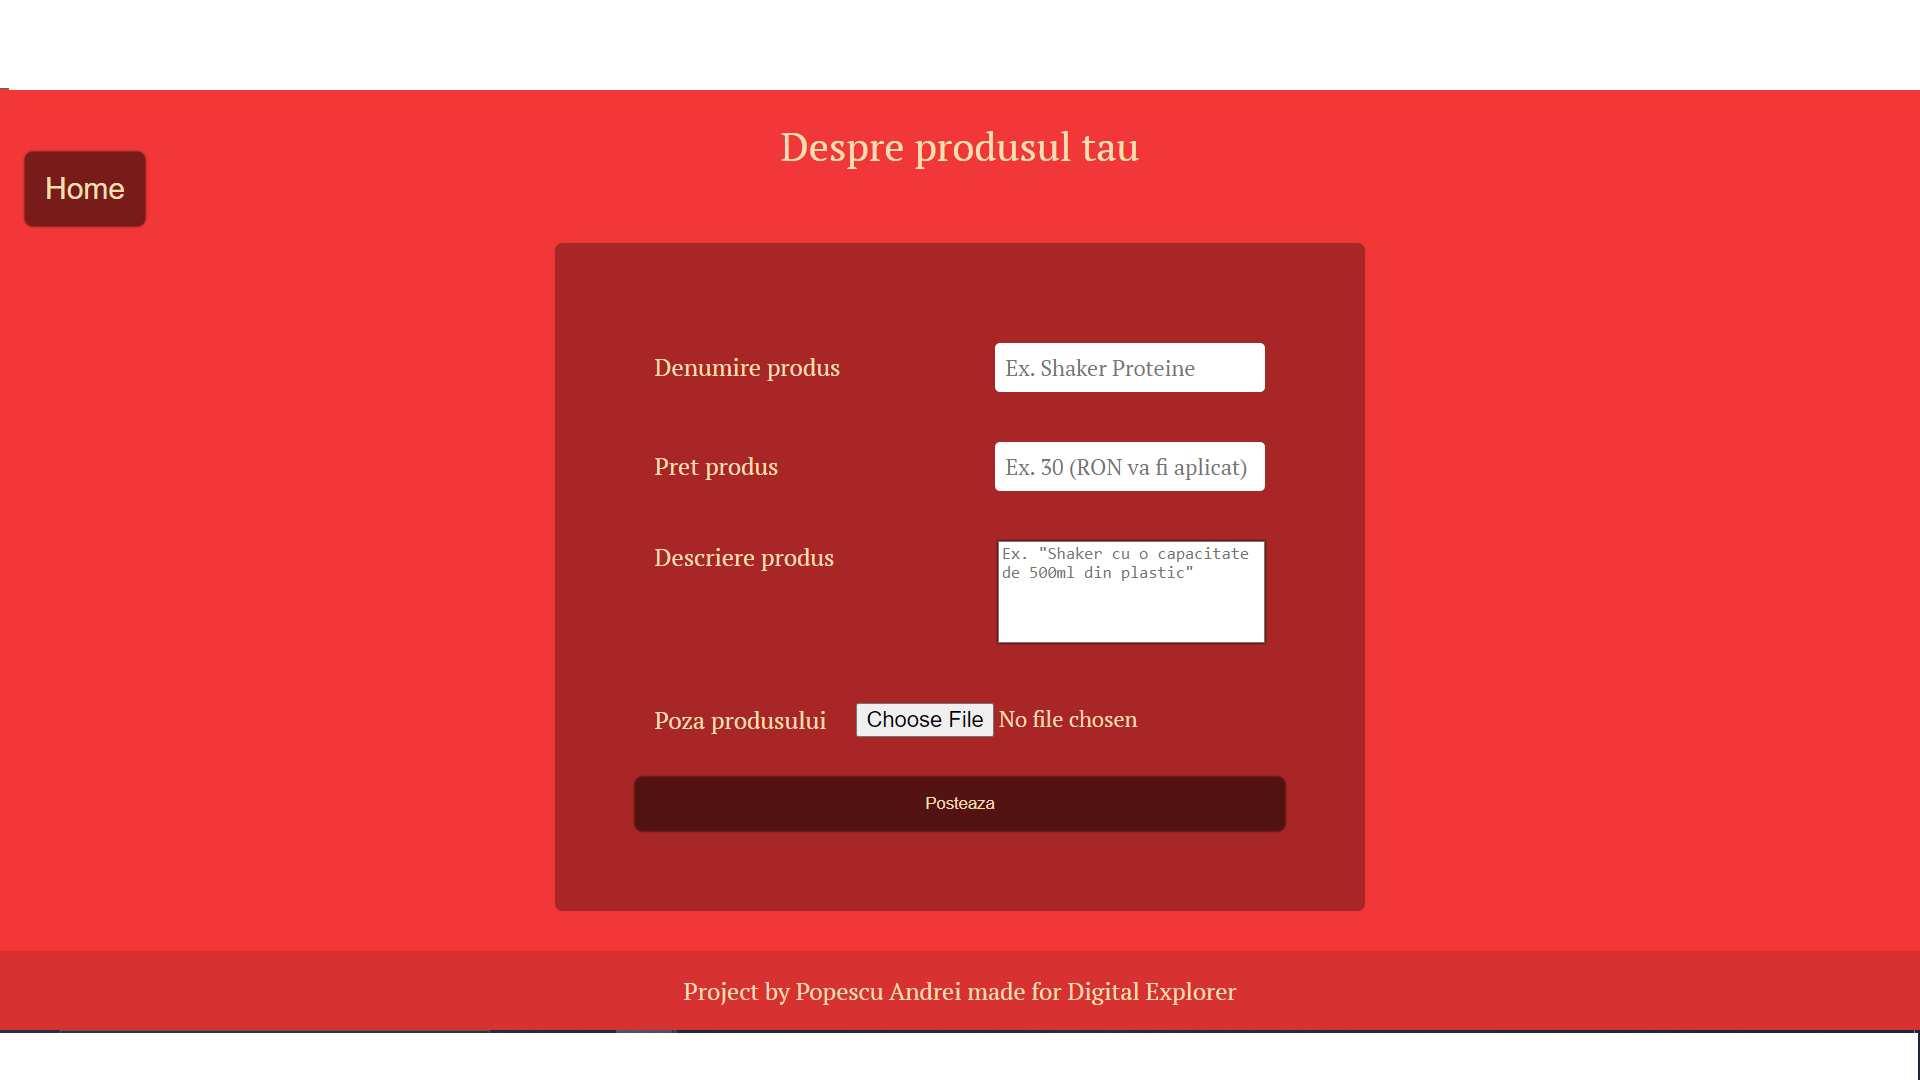 Despre produsul tau
Home
Denumire produs
Ex. Shaker Proteine
Pret produs
Ex. 30 (RON va fi aplicat)
Descriere produs
Ex. "Shaker cu o capacitate
de 500ml din plastic"
Poza produsului
Choose File No file chosen
Posteaza
Project by Popescu Andrei made for Digital Explorer